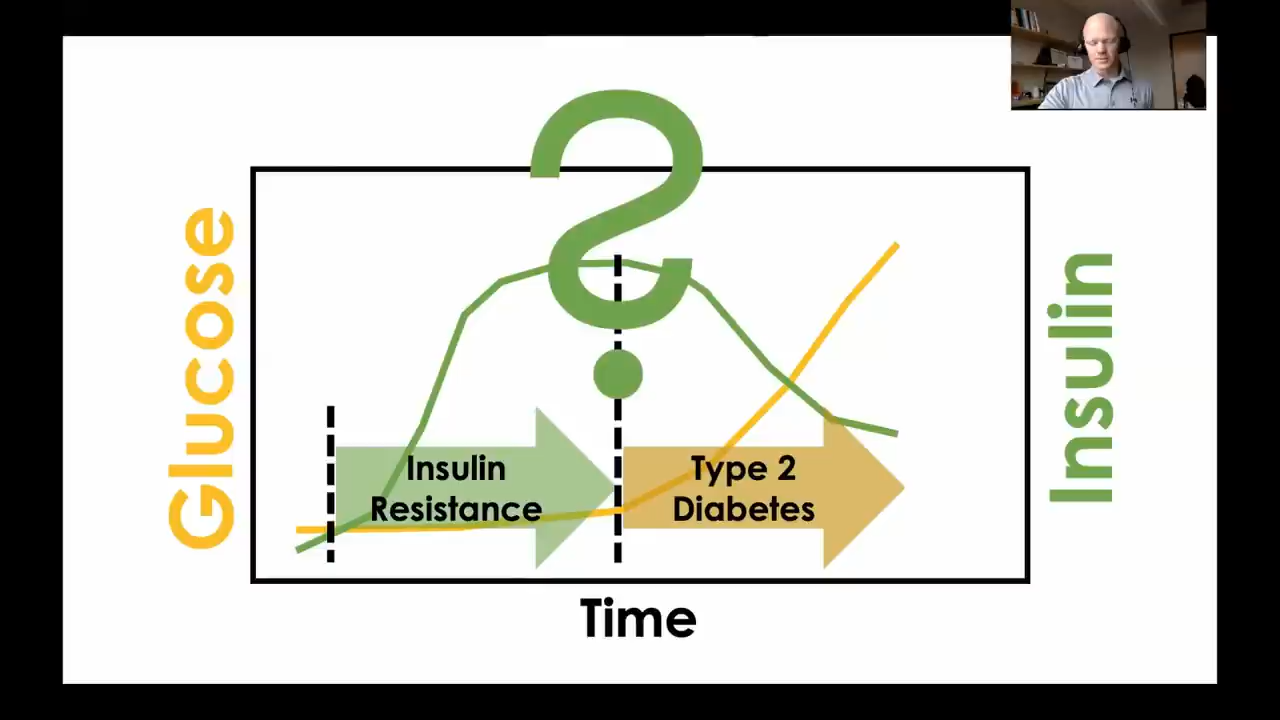 ?
Glucose
Insulin
Resistance
Type 2
Diabetes
Insulin
Time